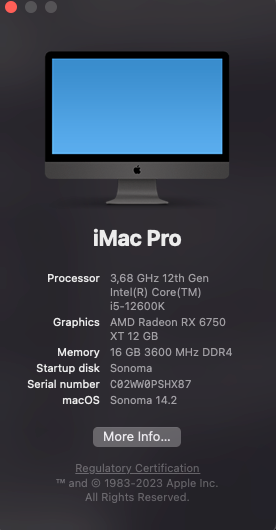 iMac Pro
Processor 3,68 GHz 12th Gen
Intel(R) Core(TM)
i5-12600K
Graphics AMD Radeon RX 6750
XT 12 GB
Memory 16 GB 3600 MHz DDR4
Startup disk Sonoma
Serial number C02WW0PSHX87
macOS Sonoma 14.2
More Info...
Regulatory Certification
™ and © 1983-2023 Apple Inc.
All Rights Reserved.